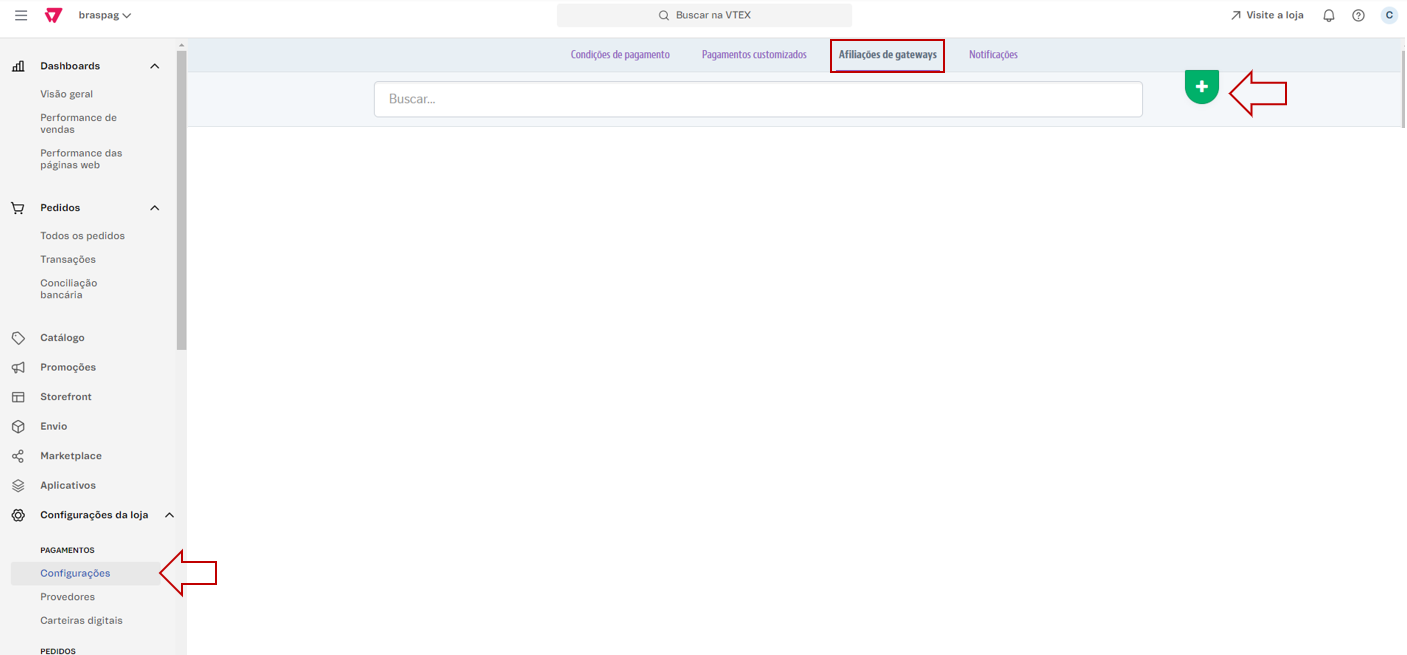 braspag
Buscar na VTEX
Visite a loja
C
Dashboards
Visão geral
Performance de
vendas
Performance das
páginas web
Pedidos
Todos os pedidos
Transações
Conciliação
bancária
Catálogo
Promoções
Storefront
Envio
Marketplace
Aplicativos
Configurações da loja
PAGAMENTOS
Configurações
Provedores
Carteiras digitais
PEDIDOS
Condições de pagamento
Pagamentos customizados
Afiliações de gateways
Notificações
Buscar...